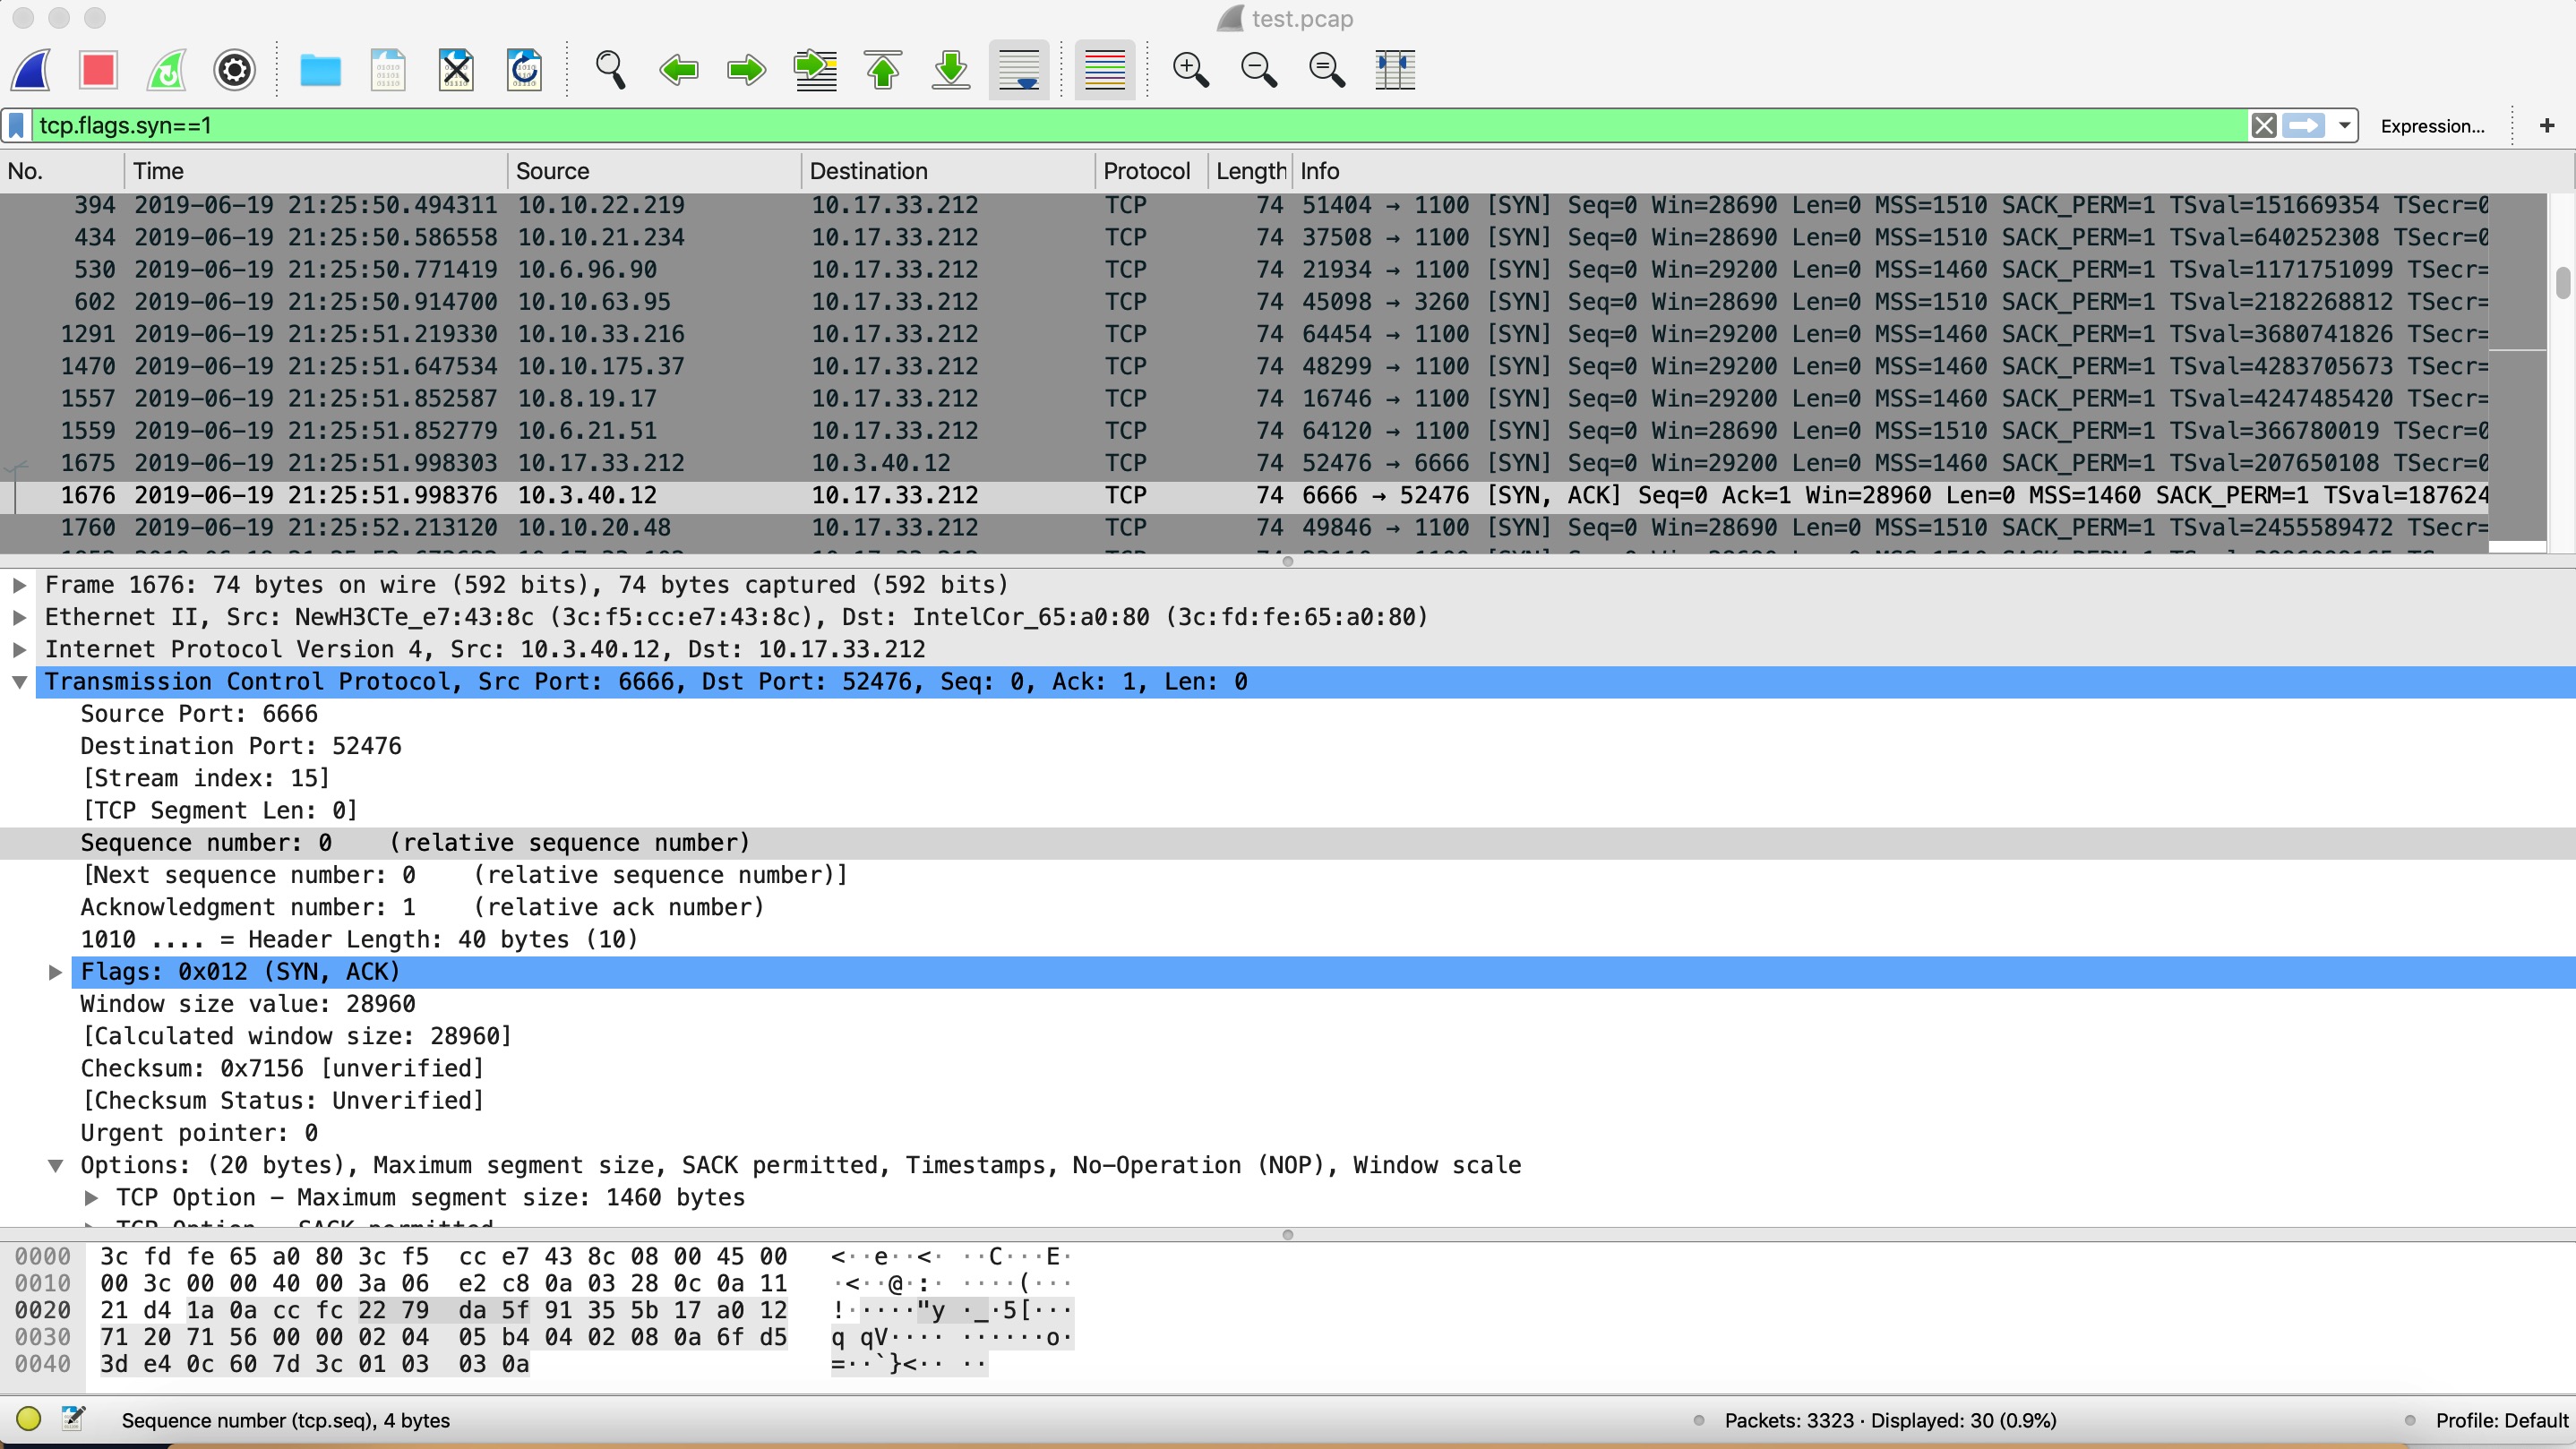 test.pcap
tcp.flags.syn==1 Expression... +
No. Time Source Destination Protocol Length Info
394 2019-06-19 21:25:50.494311 10.10.22.219 10.17.33.212 TCP 74 51404 → 1100 [SYN] Seq=0 Win=28690 Len=0 MSS=1510 SACK_PERM=1 TSval=151669354 TSecr=0
434 2019-06-19 21:25:50.586558 10.10.21.234 10.17.33.212 TCP 74 37508 → 1100 [SYN] Seq=0 Win=28690 Len=0 MSS=1510 SACK_PERM=1 TSval=640252308 TSecr=0
530 2019-06-19 21:25:50.771419 10.6.96.90 10.17.33.212 TCP 74 21934 → 1100 [SYN] Seq=0 Win=29200 Len=0 MSS=1460 SACK_PERM=1 TSval=1171751099 TSecr=
602 2019-06-19 21:25:50.914700 10.10.63.95 10.17.33.212 TCP 74 45098 → 3260 [SYN] Seq=0 Win=28690 Len=0 MSS=1510 SACK_PERM=1 TSval=2182268812 TSecr=
1291 2019-06-19 21:25:51.219330 10.10.33.216 10.17.33.212 TCP 74 64454 → 1100 [SYN] Seq=0 Win=29200 Len=0 MSS=1460 SACK_PERM=1 TSval=3680741826 TSecr=
1470 2019-06-19 21:25:51.647534 10.10.175.37 10.17.33.212 TCP 74 48299 → 1100 [SYN] Seq=0 Win=29200 Len=0 MSS=1460 SACK_PERM=1 TSval=4283705673 TSecr=
1557 2019-06-19 21:25:51.852587 10.8.19.17 10.17.33.212 TCP 74 16746 → 1100 [SYN] Seq=0 Win=29200 Len=0 MSS=1460 SACK_PERM=1 TSval=4247485420 TSecr=
1559 2019-06-19 21:25:51.852779 10.6.21.51 10.17.33.212 TCP 74 64120 → 1100 [SYN] Seq=0 Win=28690 Len=0 MSS=1510 SACK_PERM=1 TSval=366780019 TSecr=0
1675 2019-06-19 21:25:51.998303 10.17.33.212 10.3.40.12 TCP 74 52476 → 6666 [SYN] Seq=0 Win=29200 Len=0 MSS=1460 SACK_PERM=1 TSval=207650108 TSecr=0
1676 2019-06-19 21:25:51.998376 10.3.40.12 10.17.33.212 TCP 74 6666 → 52476 [SYN, ACK] Seq=0 Ack=1 Win=28960 Len=0 MSS=1460 SACK_PERM=1 TSval=187624
1760 2019-06-19 21:25:52.213120 10.10.20.48 10.17.33.212 TCP 74 49846 → 1100 [SYN] Seq=0 Win=28690 Len=0 MSS=1510 SACK_PERM=1 TSval=2455589472 TSecr=
Frame 1676: 74 bytes on wire (592 bits), 74 bytes captured (592 bits)
Ethernet II, Src: NewH3CTe_e7:43:8c (3c:f5:cc:e7:43:8c), Dst: IntelCor_65:a0:80 (3c:fd:fe:65:a0:80)
Internet Protocol Version 4, Src: 10.3.40.12, Dst: 10.17.33.212
Transmission Control Protocol, Src Port: 6666, Dst Port: 52476, Seq: 0, Ack: 1, Len: 0
Source Port: 6666
Destination Port: 52476
[Stream index: 15]
[TCP Segment Len: 0]
Sequence number: 0 (relative sequence number)
[Next sequence number: 0 (relative sequence number)]
Acknowledgment number: 1 (relative ack number)
1010 .... = Header Length: 40 bytes (10)
Flags: 0x012 (SYN, ACK)
Window size value: 28960
[Calculated window size: 28960]
Checksum: 0x7156 [unverified]
[Checksum Status: Unverified]
Urgent pointer: 0
Options: (20 bytes), Maximum segment size, SACK permitted, Timestamps, No-Operation (NOP), Window scale
TCP Option - Maximum segment size: 1460 bytes
TCP Option - SACK permitted
0000 3c fd fe 65 a0 80 3c f5 cc e7 43 8c 08 00 45 00 <··e··<· ··C···E·
0010 00 3c 00 00 40 00 3a 06 e2 c8 0a 03 28 0c 0a 11 ·<··@·:· ····(···
0020 21 d4 1a 0a cc fc 22 79 da 5f 91 35 5b 17 a0 12 !·····"y ·_·5[···
0030 71 20 71 56 00 00 02 04 05 b4 04 02 08 0a 6f d5 q qV···· ······o·
0040 3d e4 0c 60 7d 3c 01 03 03 0a =··`}<·· ··
Sequence number (tcp.seq), 4 bytes Packets: 3323 · Displayed: 30 (0.9%) Profile: Default